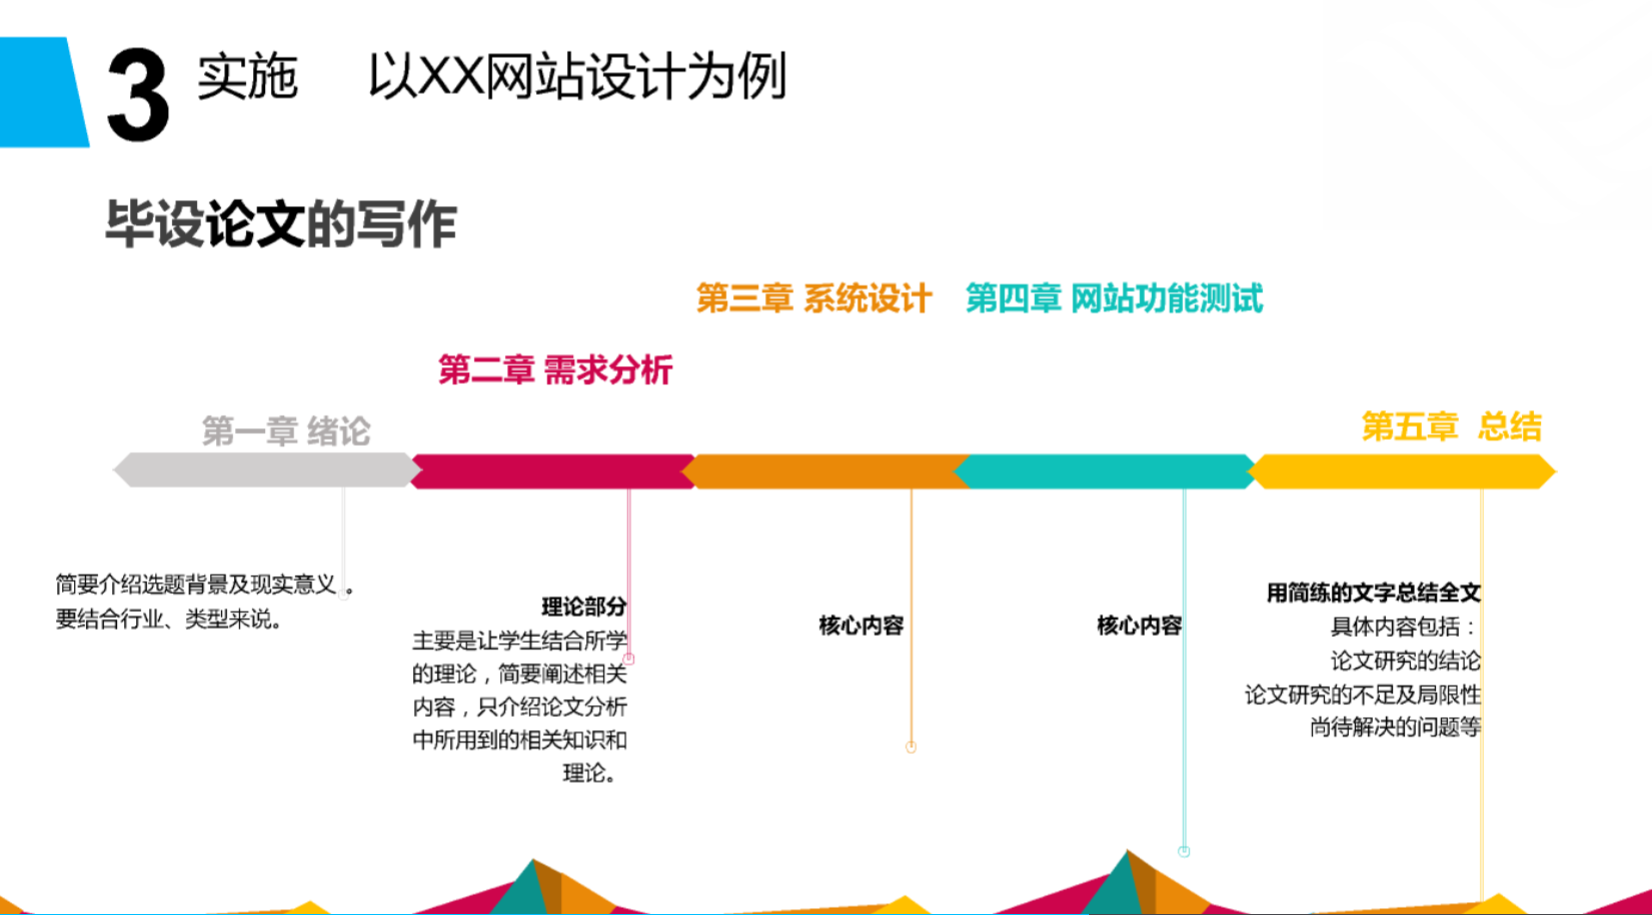 3 实施 以XX网站设计为例
毕设论文的写作
第三章 系统设计
第四章 网站功能测试
第二章 需求分析
第一章 绪论
第五章 总结
简要介绍选题背景及现实意义 。
要结合行业、类型来说。
理论部分
主要是让学生结合所学
的理论，简要阐述相关
内容，只介绍论文分析
中所用到的相关知识和
理论。
核心内容
核心内容
用简练的文字总结全文
具体内容包括：
论文研究的结论
论文研究的不足及局限性
尚待解决的问题等